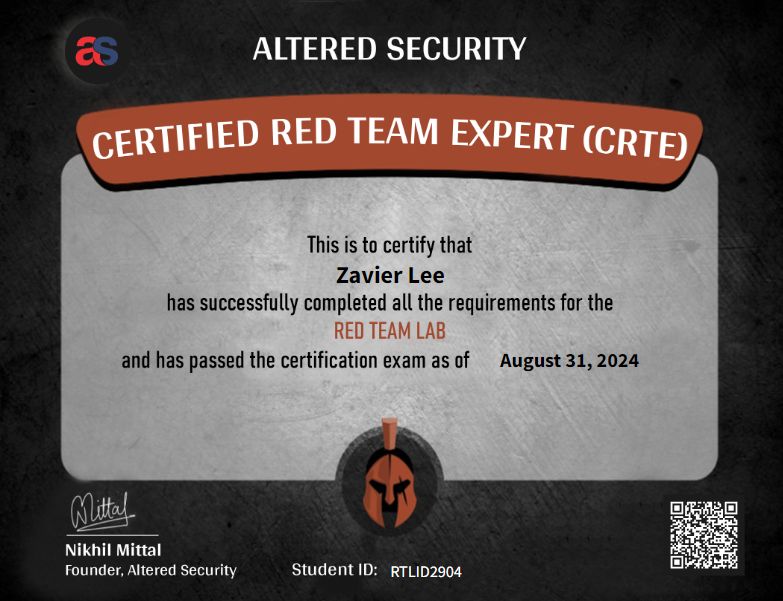 as
ALTERED SECURITY
CERTIFIED RED TEAM EXPERT (CRTE)
This is to certify that
Zavier Lee
has successfully completed all the requirements for the
RED TEAM LAB
and has passed the certification exam as of August 31, 2024
Mittal
Nikhil Mittal
Founder, Altered Security
Student ID: RTLID2904